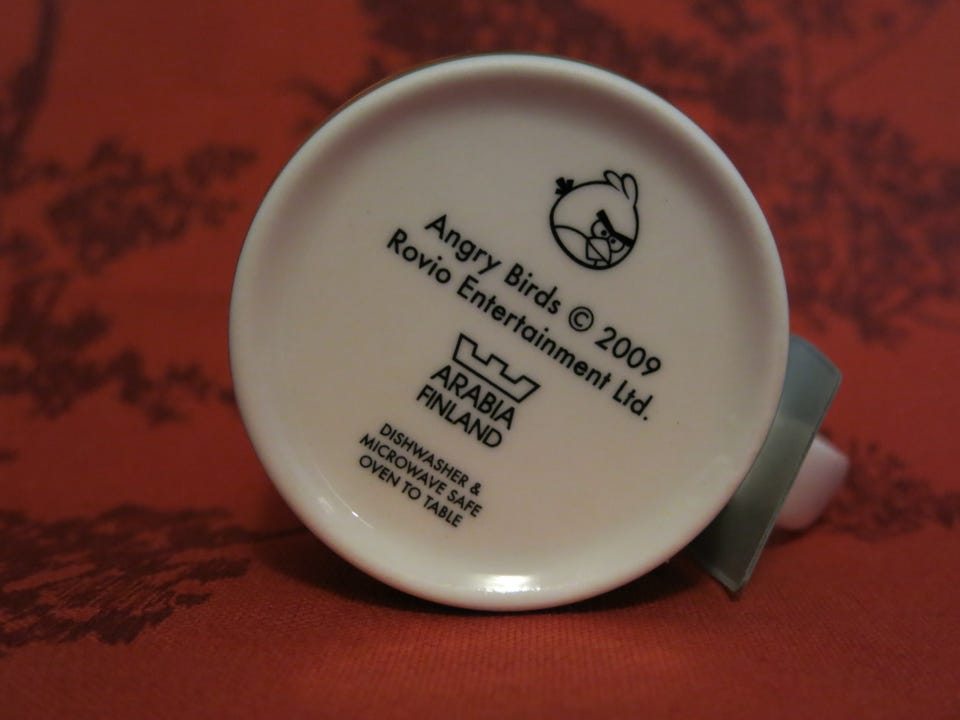 Angry Birds © 2009
Rovio Entertainment Ltd.
ARABIA
FINLAND
DISHWASHER &
MICROWAVE SAFE
OVEN TO TABLE